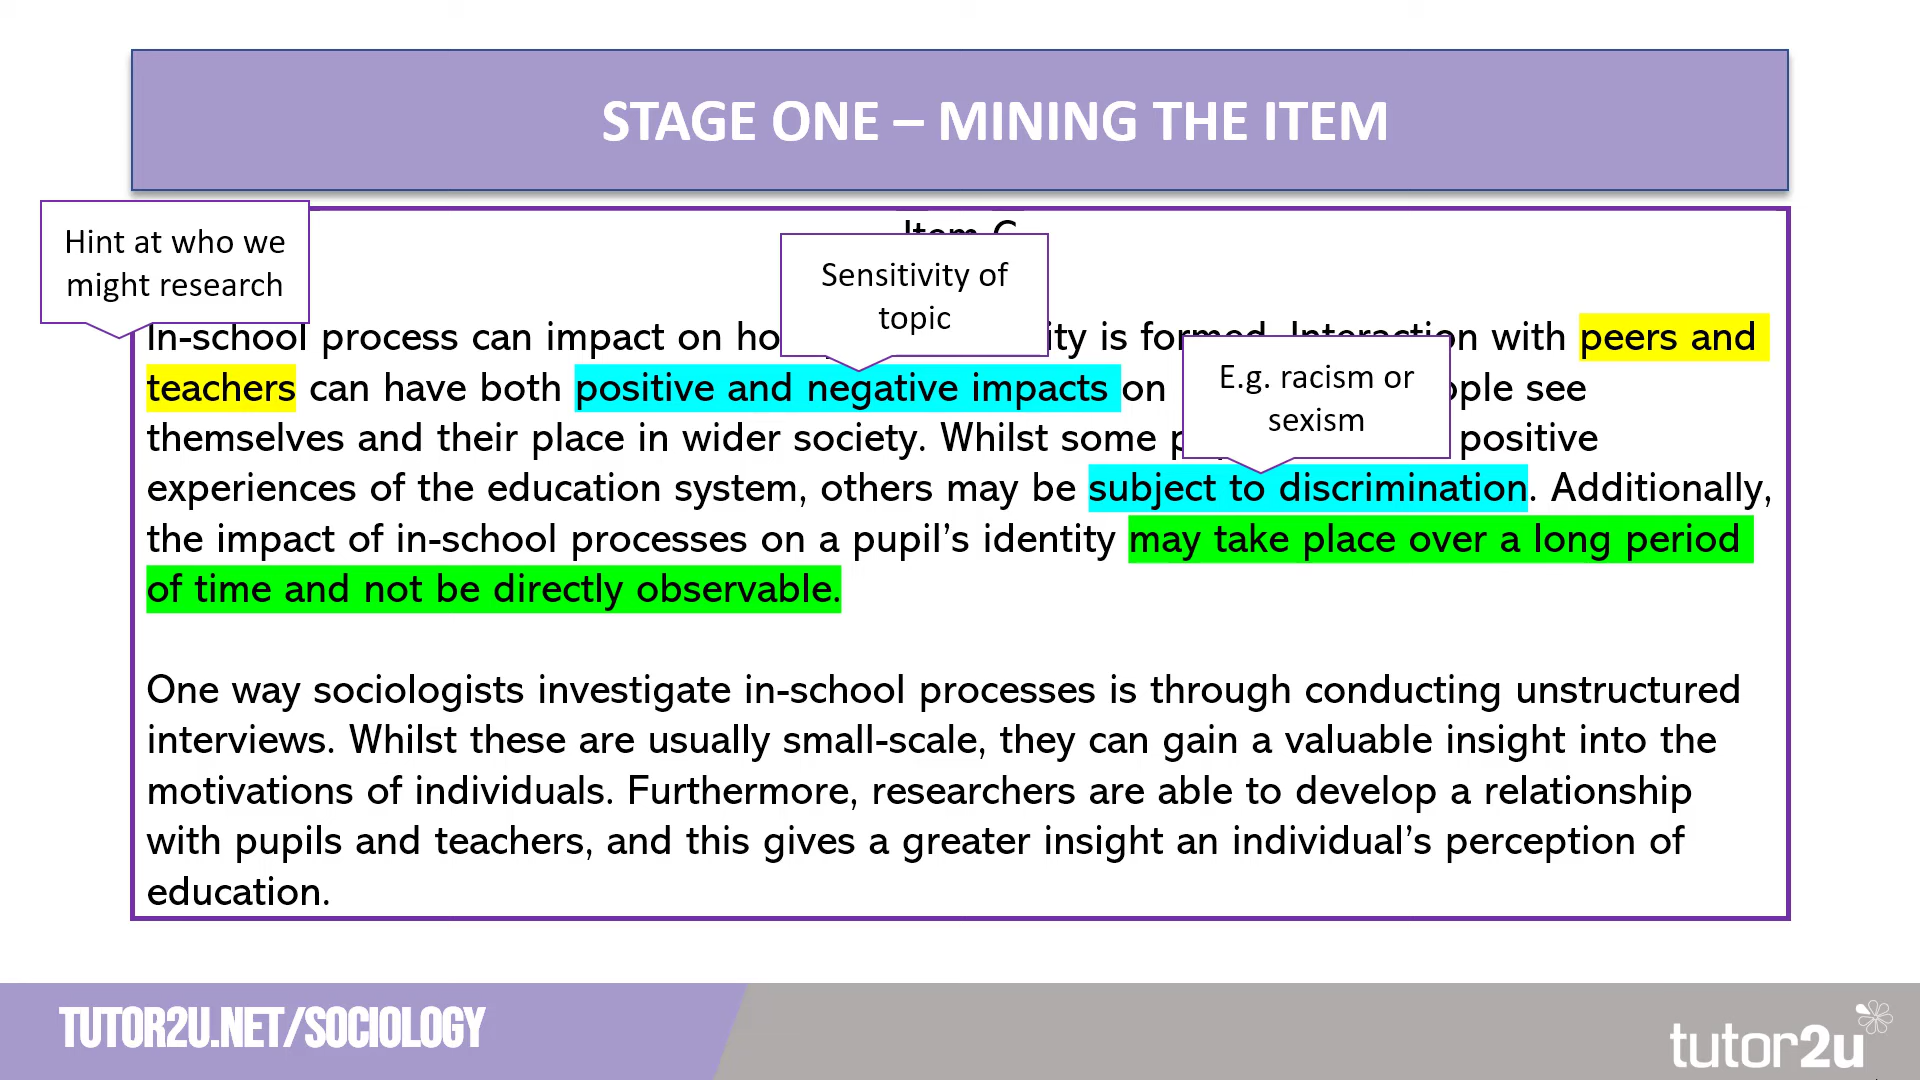 STAGE ONE – MINING THE ITEM
Hint at who we
might research
Item C
Sensitivity of
topic
E.g. racism or
sexism
In-school process can impact on ity is formed. Interaction with peers and
teachers can have both positive and negative impacts on see
themselves and their place in wider society. Whilst some positive
experiences of the education system, others may be subject to discrimination. Additionally,
the impact of in-school processes on a pupil’s identity may take place over a long period
of time and not be directly observable.
One way sociologists investigate in-school processes is through conducting unstructured
interviews. Whilst these are usually small-scale, they can gain a valuable insight into the
motivations of individuals. Furthermore, researchers are able to develop a relationship
with pupils and teachers, and this gives a greater insight an individual’s perception of
education.
TUTOR2U.NET/SOCIOLOGY
tutor2u